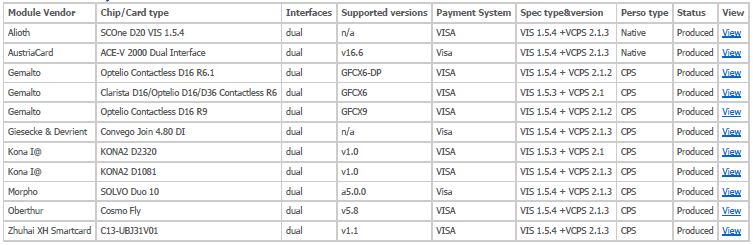 Module Vendor Chip/Card type Interfaces Supported versions Payment System Spec type&version Perso type Status View
Alioth SCOne D20 VIS 1.5.4 dual n/a VISA VIS 1.5.4 +VCPS 2.1.3 Native Produced View
AustriaCard ACE-V 2000 Dual Interface dual v16.6 Visa VIS 1.5.4 +VCPS 2.1.3 Native Produced View
Gemalto Optelio Contactless D16 R6.1 dual GFCX6-DP VISA VIS 1.5.4 + VCPS 2.1.2 CPS Produced View
Gemalto Clarista D16/Optelio D16/D36 Contactless R6 dual GFCX6 VISA VIS 1.5.3 + VCPS 2.1 CPS Produced View
Gemalto Optelio Contactless D16 R9 dual GFCX9 VISA VIS 1.5.4 + VCPS 2.1.2 CPS Produced View
Giesecke & Devrient Convego Join 4.80 DI dual n/a Visa VIS 1.5.4 +VCPS 2.1.3 CPS Produced View
Kona I@ KONA2 D2320 dual v1.0 VISA VIS 1.5.3 + VCPS 2.1 CPS Produced View
Kona I@ KONA2 D1081 dual v1.0 VISA VIS 1.5.4 + VCPS 2.1.3 CPS Produced View
Morpho SOLVO Duo 10 dual a5.0.0 Visa VIS 1.5.4 +VCPS 2.1.3 CPS Produced View
Oberthur Cosmo Fly dual v5.8 VISA VIS 1.5.4 +VCPS 2.1.3 CPS Produced View
Zhuhai XH Smartcard C13-UBJ31V01 dual v1.1 VISA VIS 1.5.4 +VCPS 2.1.3 CPS Produced View